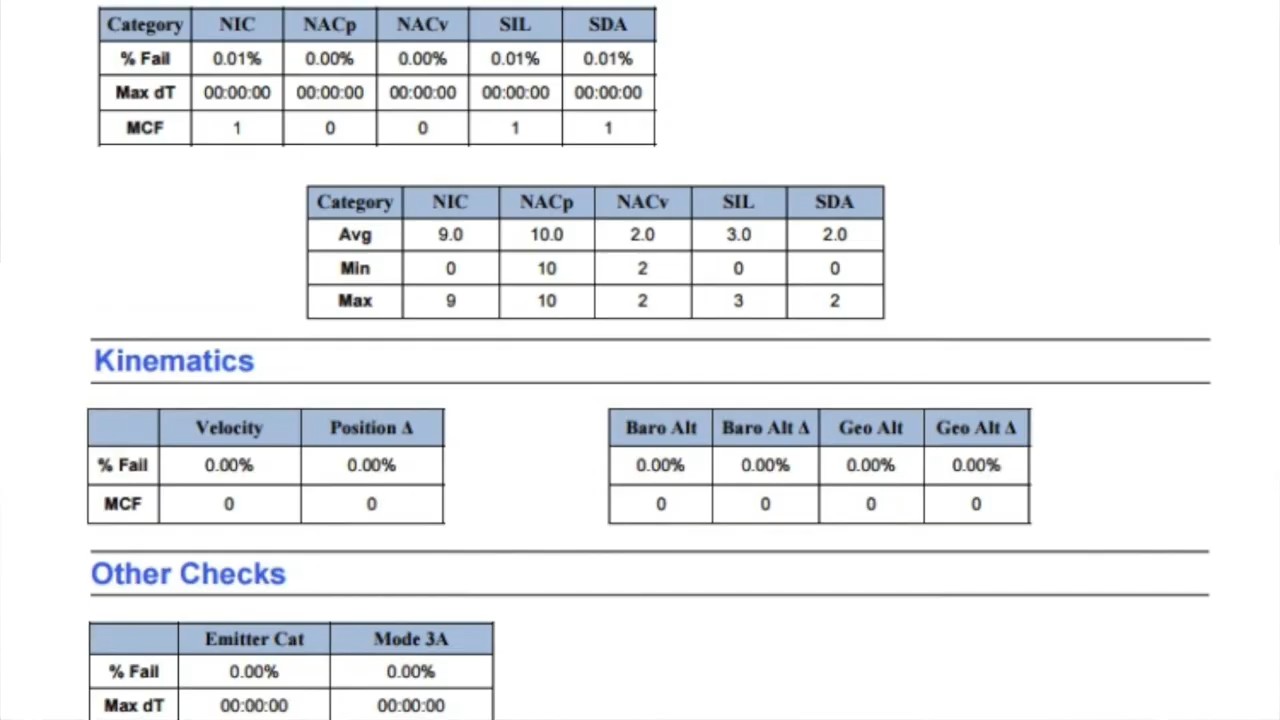 Category NIC NACp NACv SIL SDA
% Fail 0.01% 0.00% 0.00% 0.01% 0.01%
Max dT 00:00:00 00:00:00 00:00:00 00:00:00 00:00:00
MCF 1 0 0 1 1
Category NIC NACp NACv SIL SDA
Avg 9.0 10.0 2.0 3.0 2.0
Min 0 10 2 0 0
Max 9 10 2 3 2
Kinematics
Velocity Position Δ
% Fail 0.00% 0.00%
MCF 0 0
Baro Alt Baro Alt Δ Geo Alt Geo Alt Δ
0.00% 0.00% 0.00% 0.00%
0 0 0 0
Other Checks
Emitter Cat Mode 3A
% Fail 0.00% 0.00%
Max dT 00:00:00 00:00:00